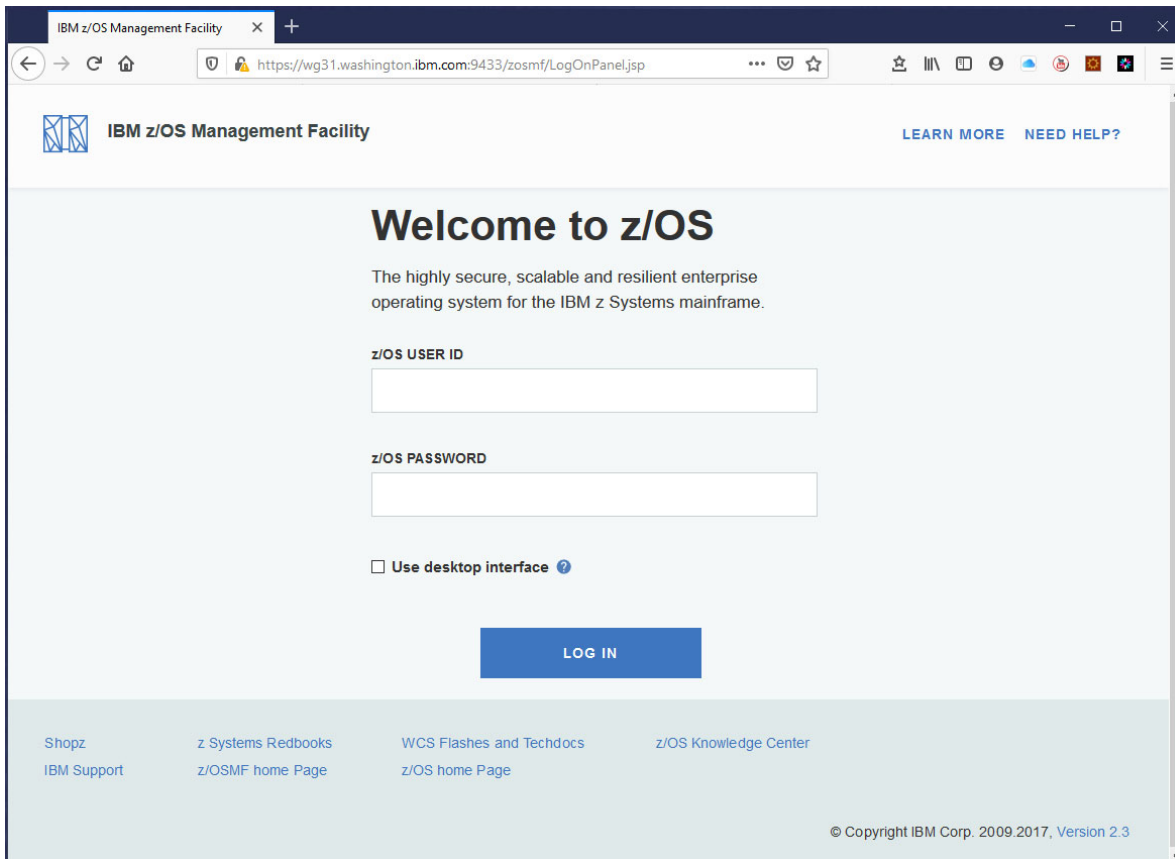 IBM z/OS Management Facility
https://wg31.washington.ibm.com:9433/zosmf/LogOnPanel.jsp
IBM z/OS Management Facility
LEARN MORE NEED HELP?
Welcome to z/OS
The highly secure, scalable and resilient enterprise
operating system for the IBM z Systems mainframe.
z/OS USER ID
z/OS PASSWORD
Use desktop interface ?
LOG IN
Shopz z Systems Redbooks WCS Flashes and Techdocs z/OS Knowledge Center
IBM Support z/OSMF home Page z/OS home Page
© Copyright IBM Corp. 2009.2017, Version 2.3